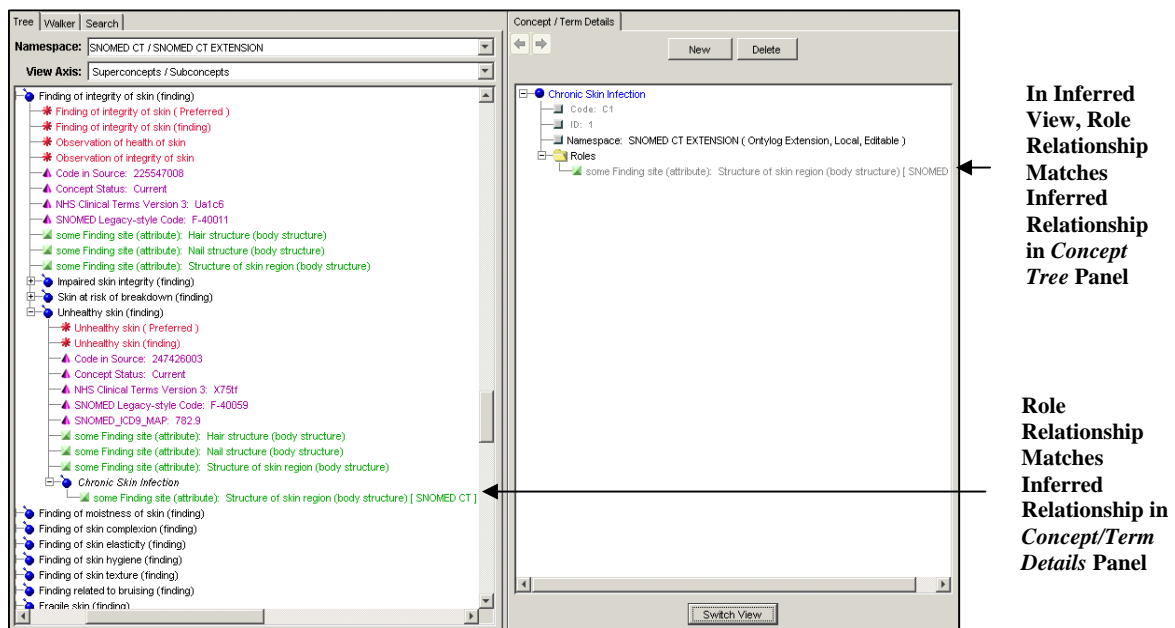 Tree
Walker
Search
Namespace: SNOMED CT / SNOMED CT EXTENSION
View Axis: Superconcepts / Subconcepts
Finding of integrity of skin (finding)
Finding of integrity of skin ( Preferred )
Finding of integrity of skin (finding)
Observation of health of skin
Observation of integrity of skin
Code in Source: 225547008
Concept Status: Current
NHS Clinical Terms Version 3: Ua1c6
SNOMED Legacy-style Code: F-40011
some Finding site (attribute): Hair structure (body structure)
some Finding site (attribute): Nail structure (body structure)
some Finding site (attribute): Structure of skin region (body structure)
Impaired skin integrity (finding)
Skin at risk of breakdown (finding)
Unhealthy skin (finding)
Unhealthy skin ( Preferred )
Unhealthy skin (finding)
Code in Source: 247426003
Concept Status: Current
NHS Clinical Terms Version 3: X75tf
SNOMED Legacy-style Code: F-40059
SNOMED_ICD9_MAP: 782.9
some Finding site (attribute): Hair structure (body structure)
some Finding site (attribute): Nail structure (body structure)
some Finding site (attribute): Structure of skin region (body structure)
Chronic Skin Infection
some Finding site (attribute): Structure of skin region (body structure) [ SNOMED CT ]
Finding of moistness of skin (finding)
Finding of skin complexion (finding)
Finding of skin elasticity (finding)
Finding of skin hygiene (finding)
Finding of skin texture (finding)
Finding related to bruising (finding)
Fragile skin (finding)
Concept / Term Details
New
Delete
Chronic Skin Infection
Code: C1
ID: 1
Namespace: SNOMED CT EXTENSION ( Ontylog Extension, Local, Editable )
Roles
some Finding site (attribute): Structure of skin region (body structure) [ SNOMED
Switch View
In Inferred
View, Role
Relationship
Matches
Inferred
Relationship
in Concept
Tree Panel
Role
Relationship
Matches
Inferred
Relationship in
Concept/Term
Details Panel